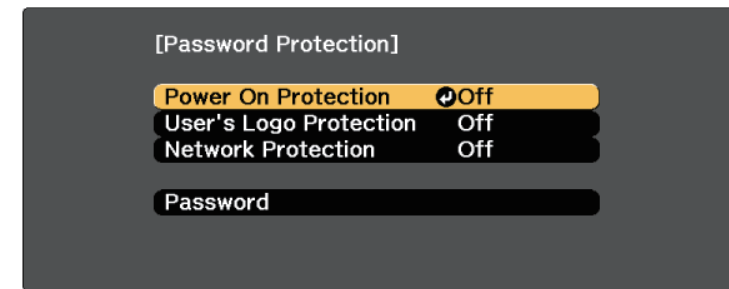 [Password Protection]
Power On Protection Off
User's Logo Protection Off
Network Protection Off
Password